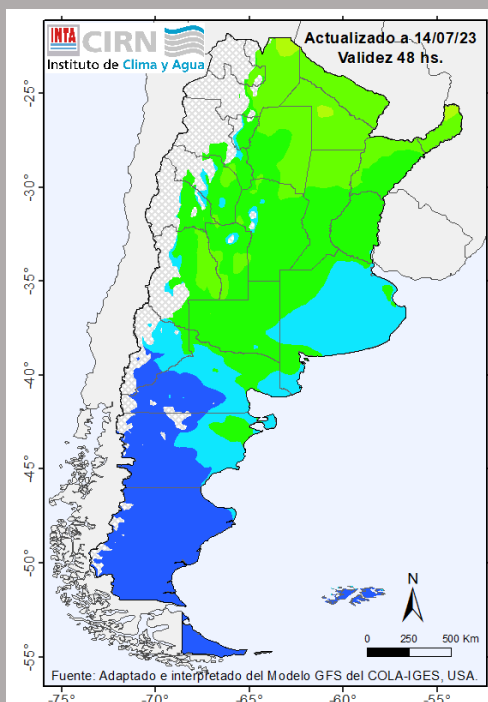 INTA CIRN
Instituto de Clima y Agua
Actualizado a 14/07/23
Validez 48 hs.
-25°
-30°
-35°
-40°
-45°
-50°
-55°
N
0 250 500 Km
Fuente: Adaptado e interpretado del Modelo GFS del COLA-IGES, USA.
-75° -70° -65° -60° -55°